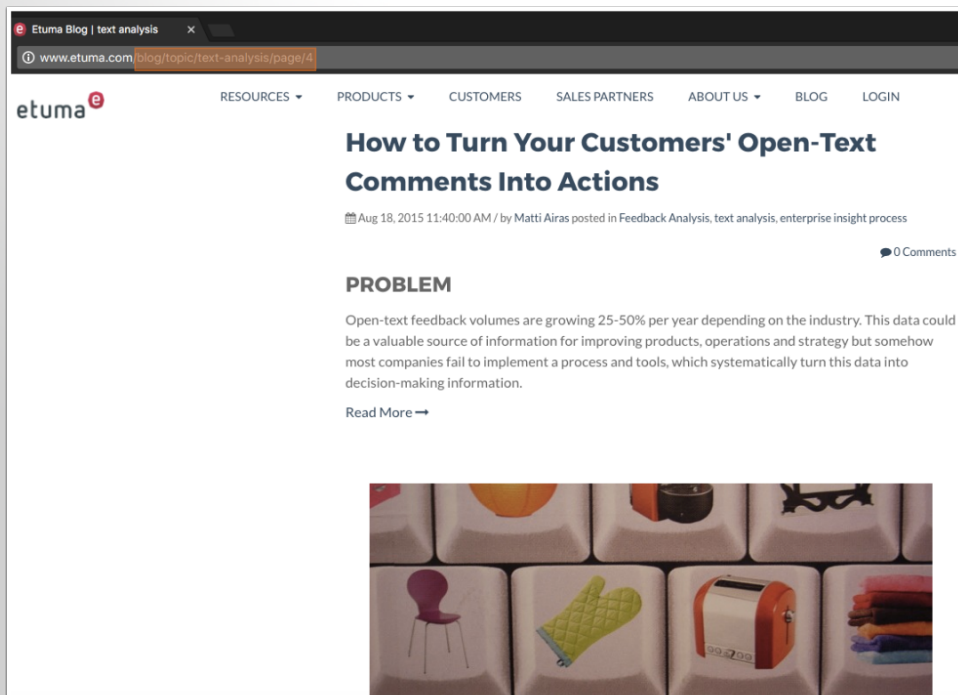 Etuma Blog | text analysis
www.etuma.com/blog/topic/text-analysis/page/4
etuma e
RESOURCES PRODUCTS CUSTOMERS SALES PARTNERS ABOUT US BLOG LOGIN
How to Turn Your Customers' Open-Text
Comments Into Actions
Aug 18, 2015 11:40:00 AM / by Matti Airas posted in Feedback Analysis, text analysis, enterprise insight process
0 Comments
PROBLEM
Open-text feedback volumes are growing 25-50% per year depending on the industry. This data could
be a valuable source of information for improving products, operations and strategy but somehow
most companies fail to implement a process and tools, which systematically turn this data into
decision-making information.
Read More